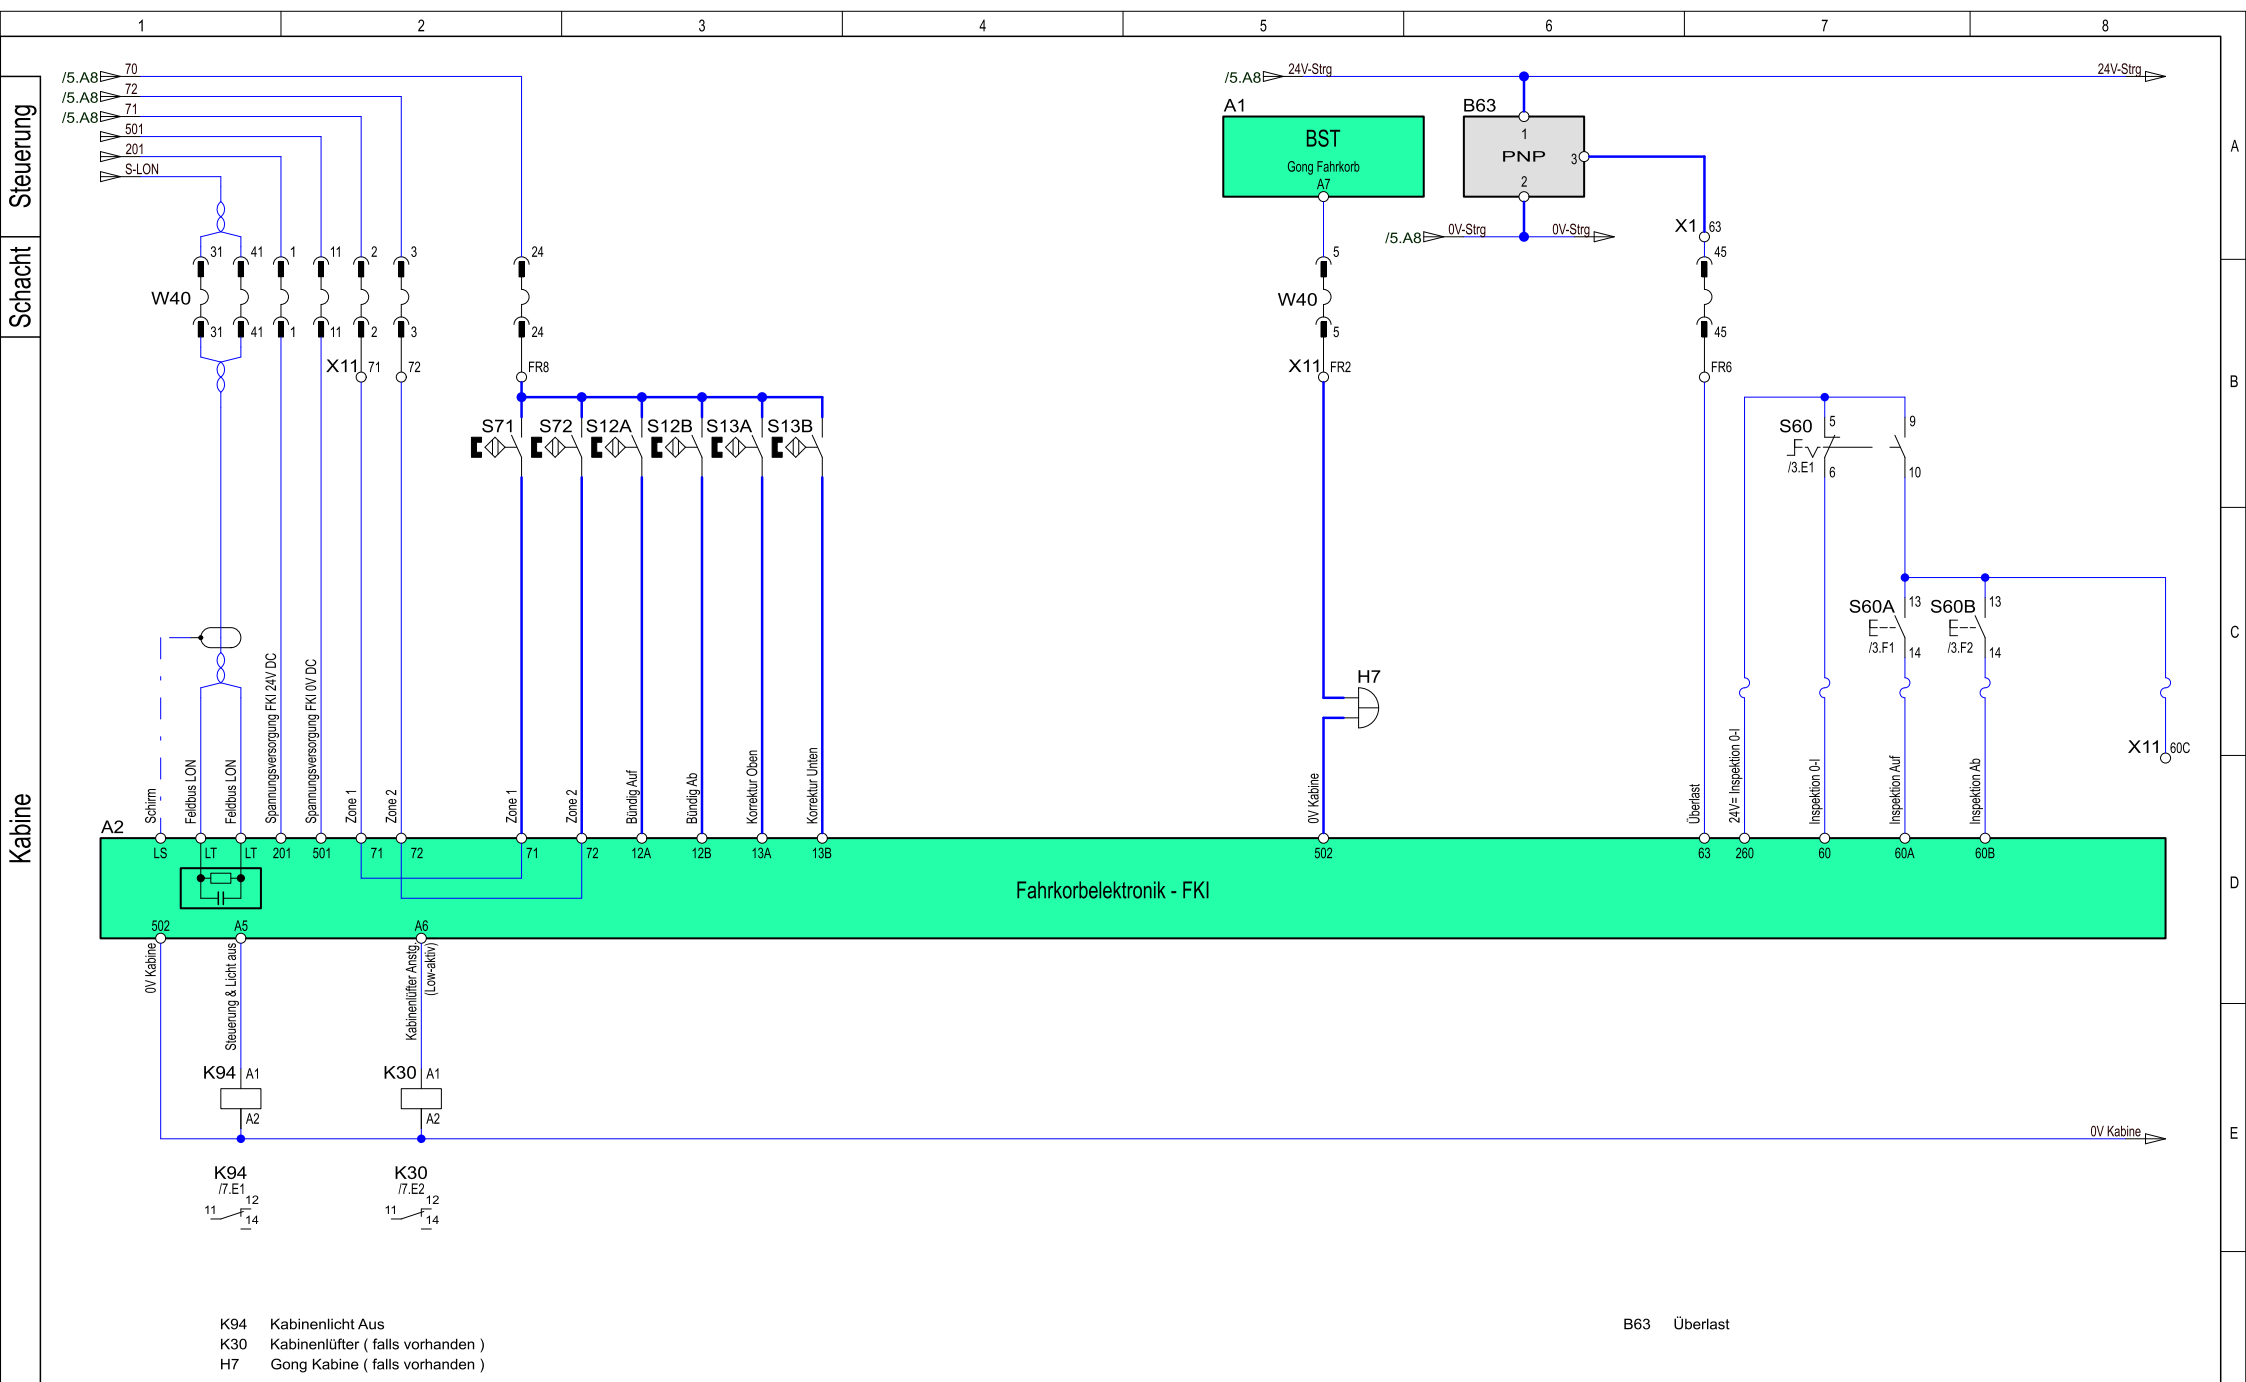 1 2 3 4 5 6 7 8
Steuerung
Schacht
Kabine
A
B
C
D
E
/5.A8 70
/5.A8 72
/5.A8 71
501
201
S-LON
/5.A8 24V-Strg 24V-Strg
A1
BST
Gong Fahrkorb
A7
B63
1
PNP 3
2
/5.A8 0V-Strg 0V-Strg
X1 63
31 41 1 11 2 3 24 5 45
W40 W40
31 41 1 11 2 3 24 5 45
X11 71 72 FR8 X11 FR2 FR6
S71 S72 S12A S12B S13A S13B
S60 5 9
/3.E1 6 10
S60A 13 S60B 13
/3.F1 14 /3.F2 14
H7
X11 60C
Schirm
Feldbus LON
Feldbus LON
Spannungsversorgung FKI 24V DC
Spannungsversorgung FKI 0V DC
Zone 1
Zone 2
Zone 1
Zone 2
Bündig Auf
Bündig Ab
Korrektur Oben
Korrektur Unten
0V Kabine
Überlast
24V= Inspektion 0-I
Inspektion 0-I
Inspektion Auf
Inspektion Ab
A2
LS LT LT 201 501 71 72 71 72 12A 12B 13A 13B 502 63 260 60 60A 60B
Fahrkorbelektronik - FKI
502 A5 A6
0V Kabine
Steuerung & Licht aus
Kabinenlüfter Anstg.
(Low-aktiv)
K94 A1
A2
K30 A1
A2
0V Kabine
K94
/7.E1
11 12
14
K30
/7.E2
11 12
14
K94 Kabinenlicht Aus
K30 Kabinenlüfter ( falls vorhanden )
H7 Gong Kabine ( falls vorhanden )
B63 Überlast